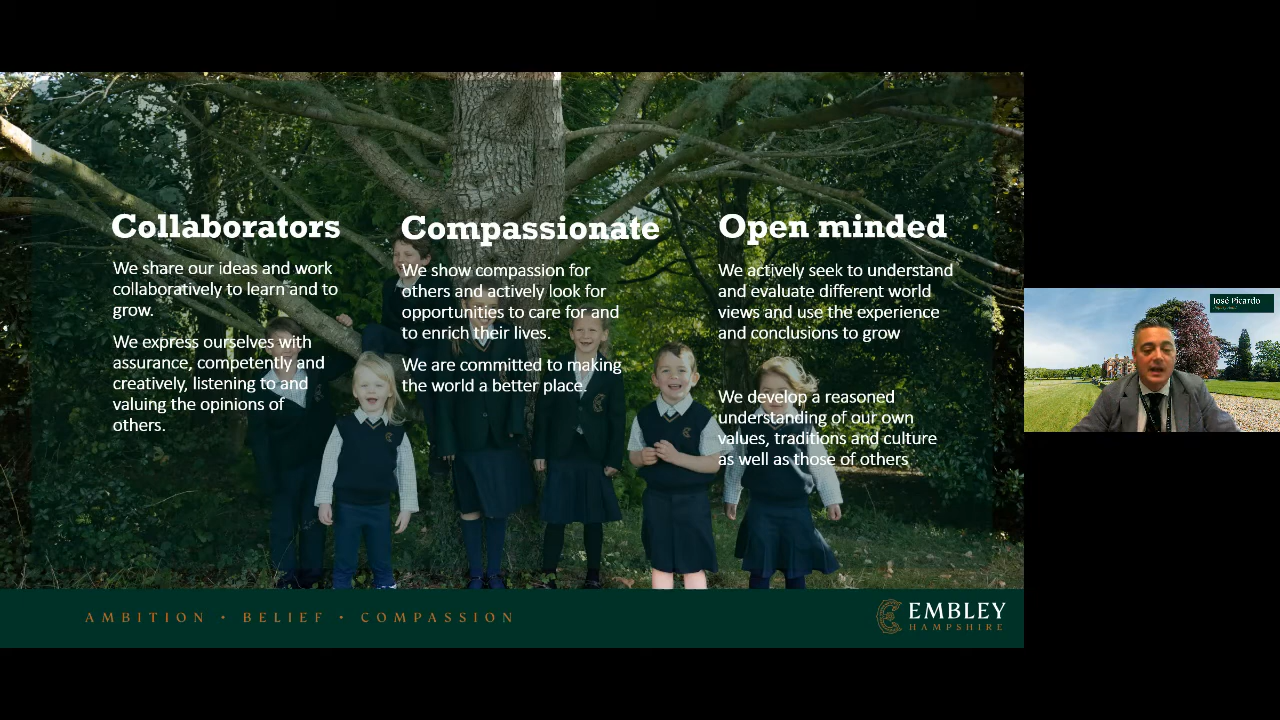 Collaborators
We share our ideas and work
collaboratively to learn and to
grow.
We express ourselves with
assurance, competently and
creatively, listening to and
valuing the opinions of
others.
Compassionate
We show compassion for
others and actively look for
opportunities to care for and
to enrich their lives.
We are committed to making
the world a better place.
Open minded
We actively seek to understand
and evaluate different world
views and use the experience
and conclusions to grow
We develop a reasoned
understanding of our own
values, traditions and culture
as well as those of others
José Picardo
AMBITION • BELIEF • COMPASSION
EMBLEY
HAMPSHIRE